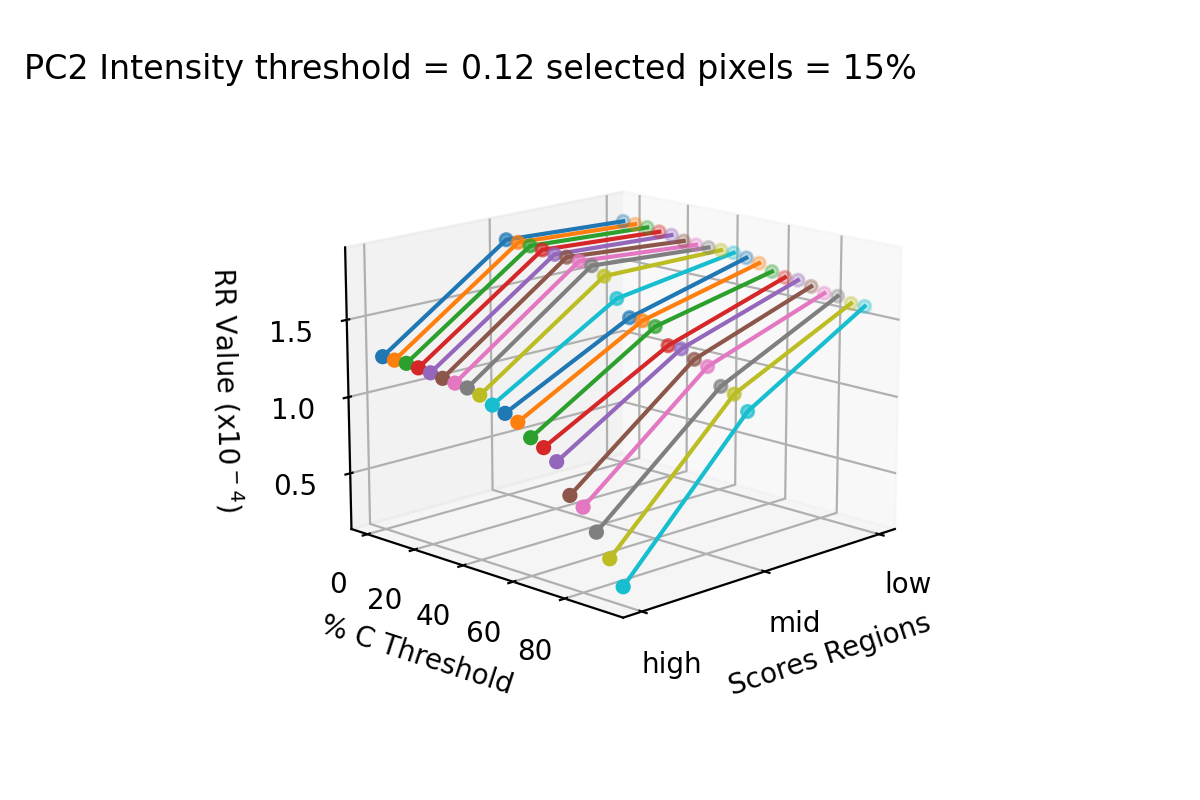 PC2 Intensity threshold = 0.12 selected pixels = 15%
RR Value (x10⁻⁴)
1.5
1.0
0.5
0
20
40
60
80
% C Threshold
high
mid
low
Scores Regions